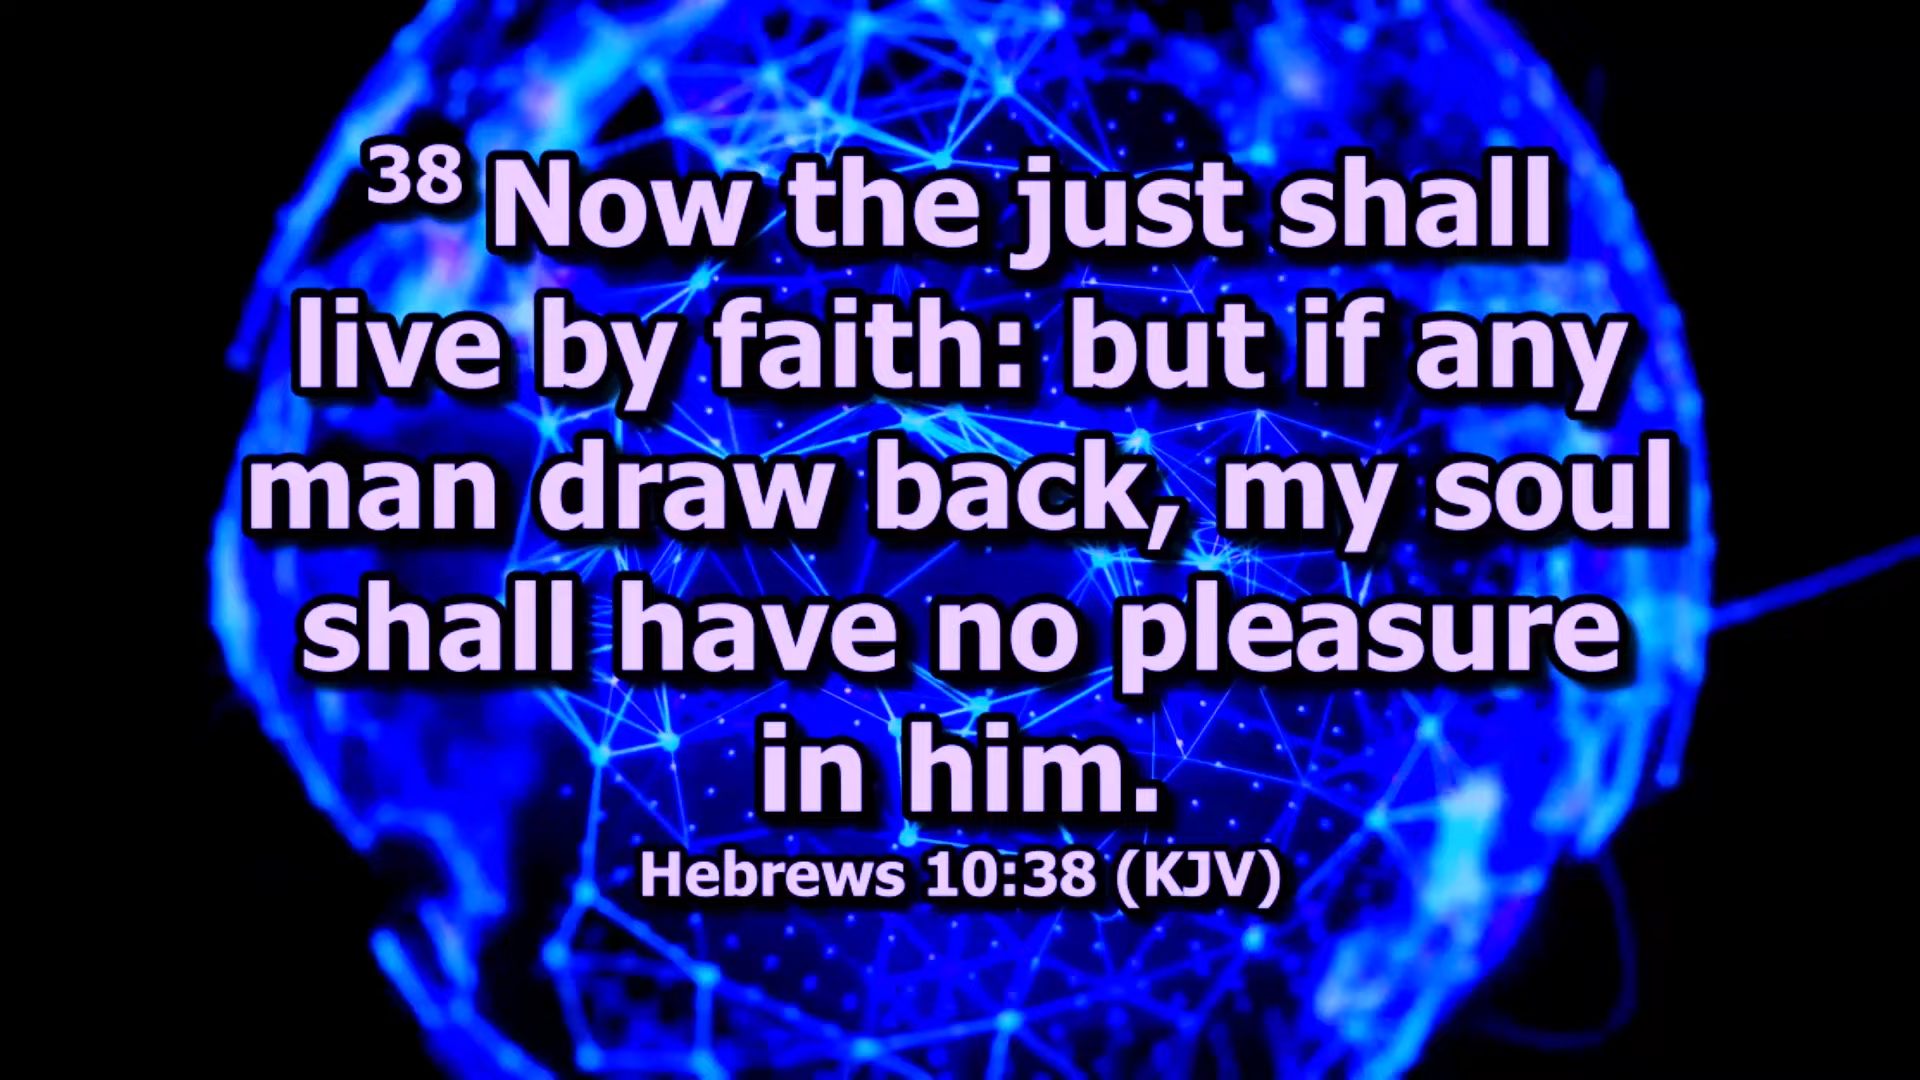 38 Now the just shall
live by faith: but if any
man draw back, my soul
shall have no pleasure
in him.
Hebrews 10:38 (KJV)